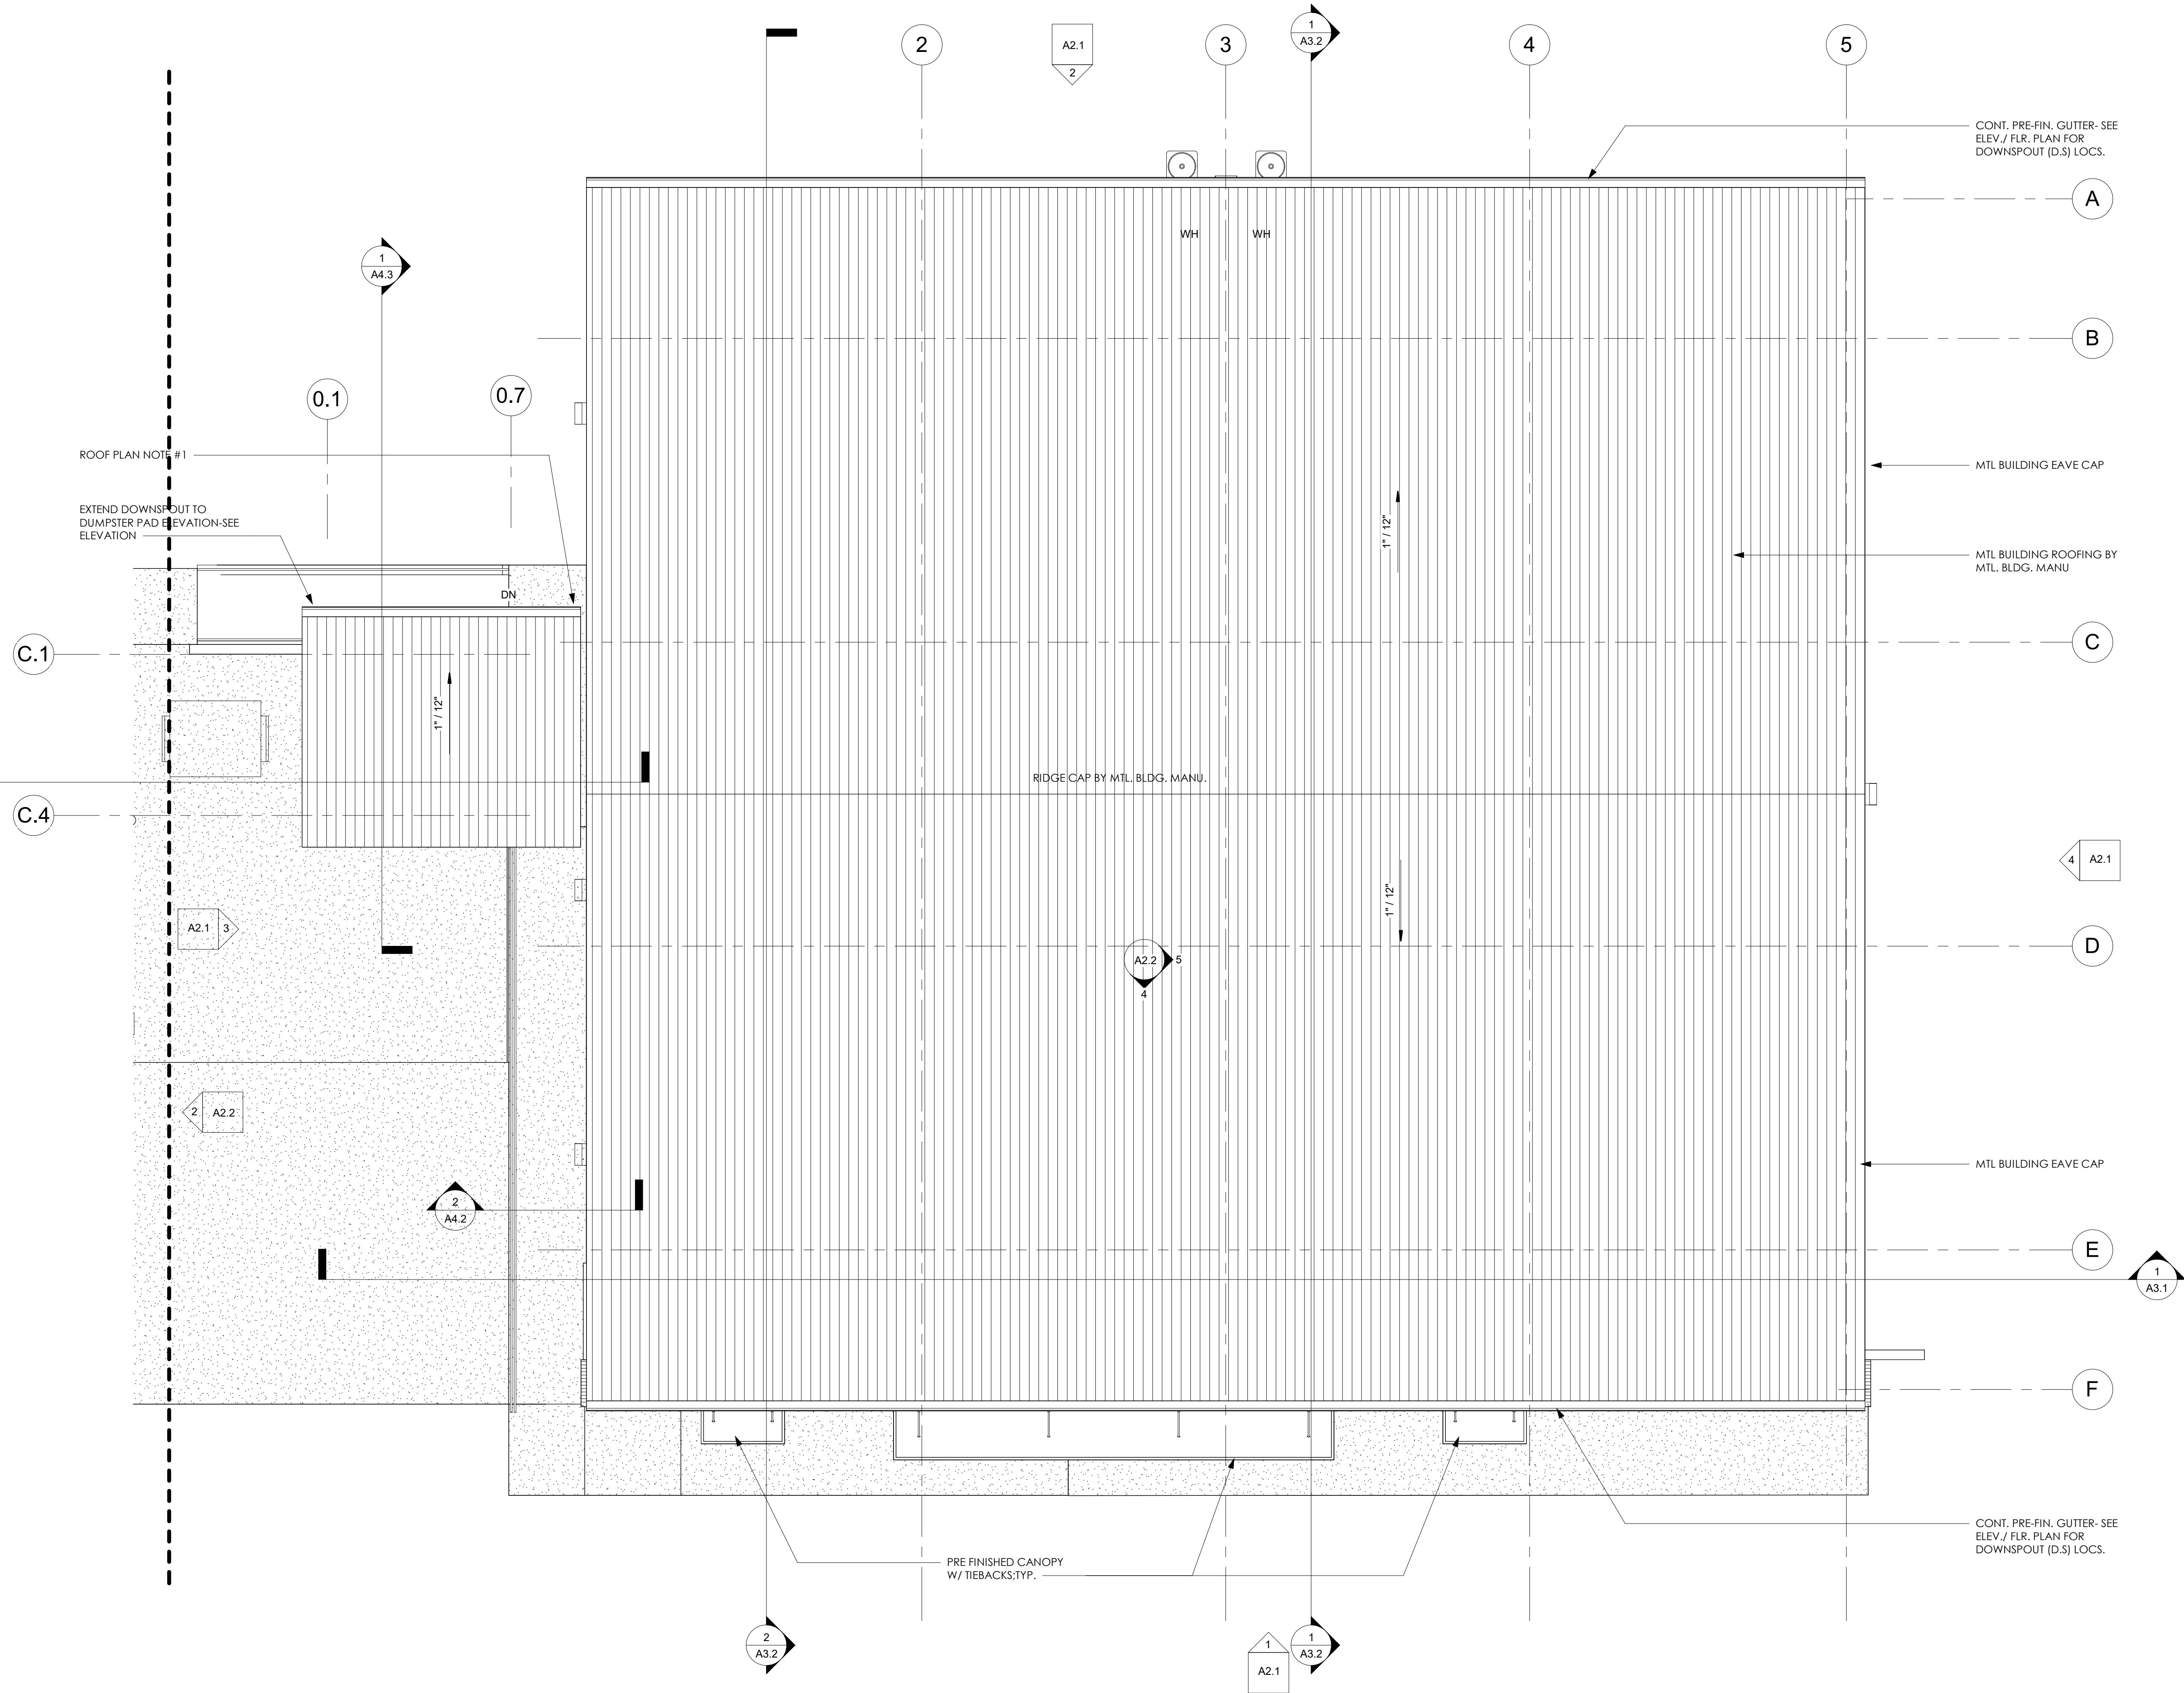 1
A3.2
2
A2.1
2
3
4
5
CONT. PRE-FIN. GUTTER- SEE
ELEV./ FLR. PLAN FOR
DOWNSPOUT (D.S) LOCS.
A
WH
WH
1
A4.3
B
0.1
0.7
ROOF PLAN NOTE #1
MTL BUILDING EAVE CAP
EXTEND DOWNSPOUT TO
DUMPSTER PAD ELEVATION-SEE
ELEVATION
1" / 12"
MTL BUILDING ROOFING BY
MTL. BLDG. MANU
DN
C.1
C
1" / 12"
RIDGE CAP BY MTL. BLDG. MANU.
C.4
4
A2.1
1" / 12"
A2.1
3
D
A2.2
5
4
2
A2.2
MTL BUILDING EAVE CAP
2
A4.2
E
1
A3.1
F
CONT. PRE-FIN. GUTTER- SEE
ELEV./ FLR. PLAN FOR
DOWNSPOUT (D.S) LOCS.
PRE FINISHED CANOPY
W/ TIEBACKS;TYP.
2
A3.2
1
A2.1
1
A3.2